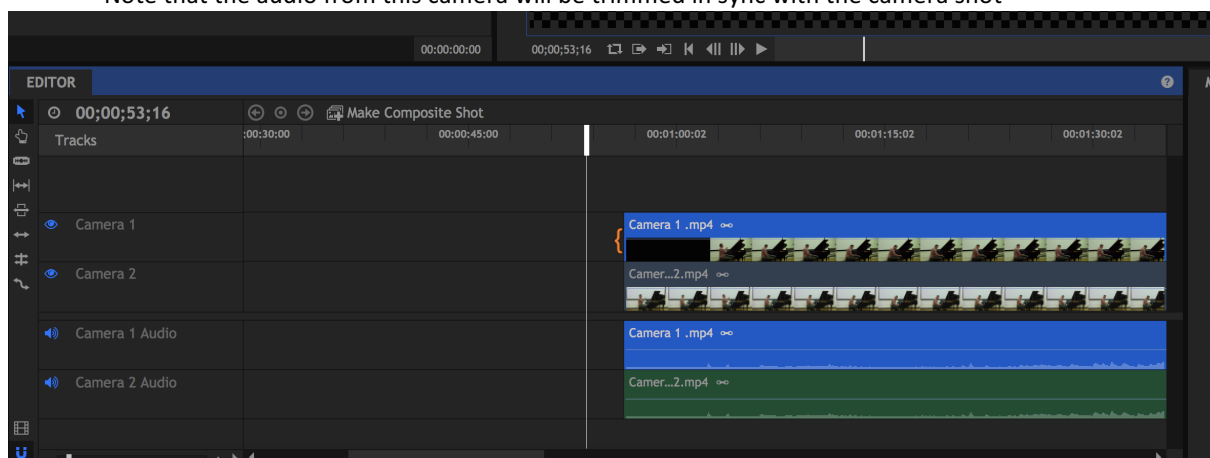 Note that the audio from this camera will be trimmed in sync with the camera shot
00:00:00:00 00;00;53;16
EDITOR
00;00;53;16 Make Composite Shot
Tracks :00:30:00 00:00:45:00 00:01:00:02 00:01:15:02 00:01:30:02
Camera 1 Camera 1 .mp4
Camera 2 Camer...2.mp4
Camera 1 Audio Camera 1 .mp4
Camera 2 Audio Camer...2.mp4